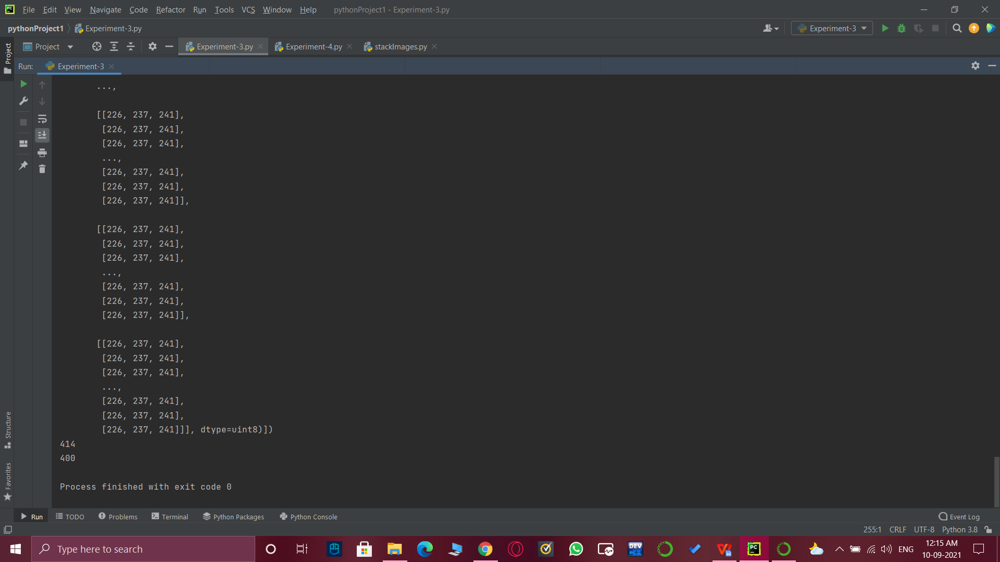 File Edit View Navigate Code Refactor Run Tools VCS Window Help pythonProject1 - Experiment-3.py
pythonProject1 Experiment-3.py Experiment-3
Project Project Experiment-3.py Experiment-4.py stackImages.py
Run: Experiment-3
...,
[[226, 237, 241],
[226, 237, 241],
[226, 237, 241],
...,
[226, 237, 241],
[226, 237, 241],
[226, 237, 241]],
[[226, 237, 241],
[226, 237, 241],
[226, 237, 241],
...,
[226, 237, 241],
[226, 237, 241],
[226, 237, 241]],
[[226, 237, 241],
[226, 237, 241],
[226, 237, 241],
...,
[226, 237, 241],
[226, 237, 241],
[226, 237, 241]]], dtype=uint8)])
414
400
Process finished with exit code 0
Structure
Favorites
Run TODO Problems Terminal Python Packages Python Console Event Log
255:1 CRLF UTF-8 Python 3.8
Type here to search ENG 12:15 AM
10-09-2021